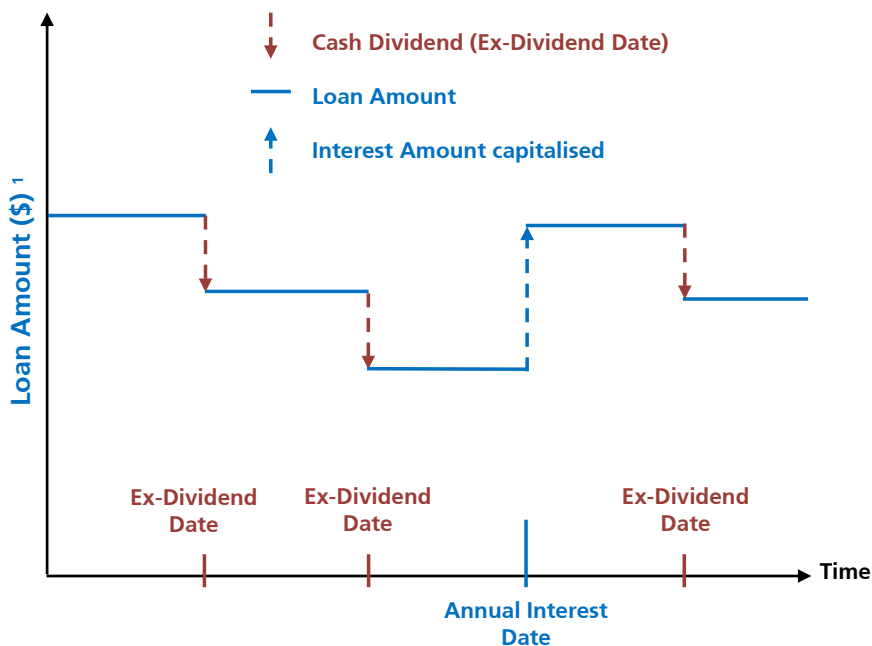 Cash Dividend (Ex-Dividend Date)
Loan Amount
Interest Amount capitalised
Loan Amount ($) 1
Ex-Dividend
Date
Ex-Dividend
Date
Ex-Dividend
Date
Time
Annual Interest
Date